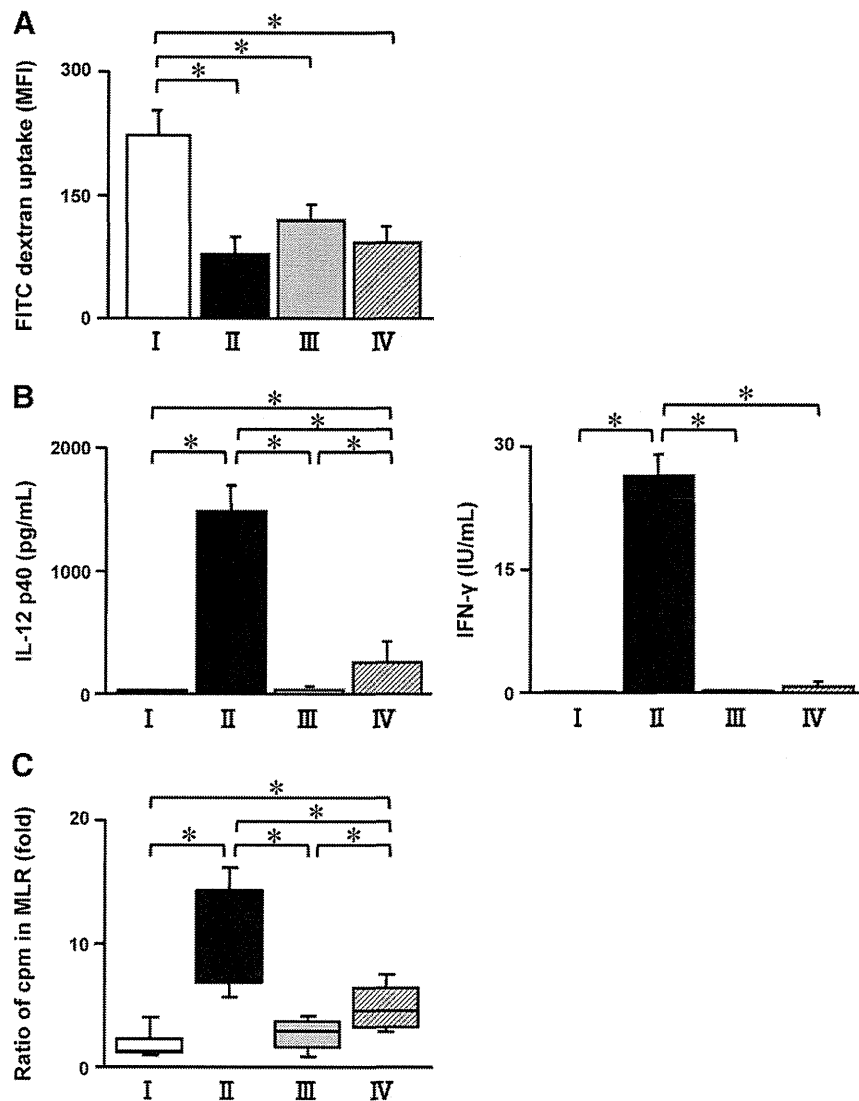 A
*
*
*
FITC dextran uptake (MFI)
300
150
0
I II III IV
B
*
*
* * *
IL-12 p40 (pg/mL)
2000
1000
0
I II III IV
*
* *
IFN-γ (IU/mL)
30
15
0
I II III IV
C
*
*
* * *
Ratio of cpm in MLR (fold)
20
10
0
I II III IV